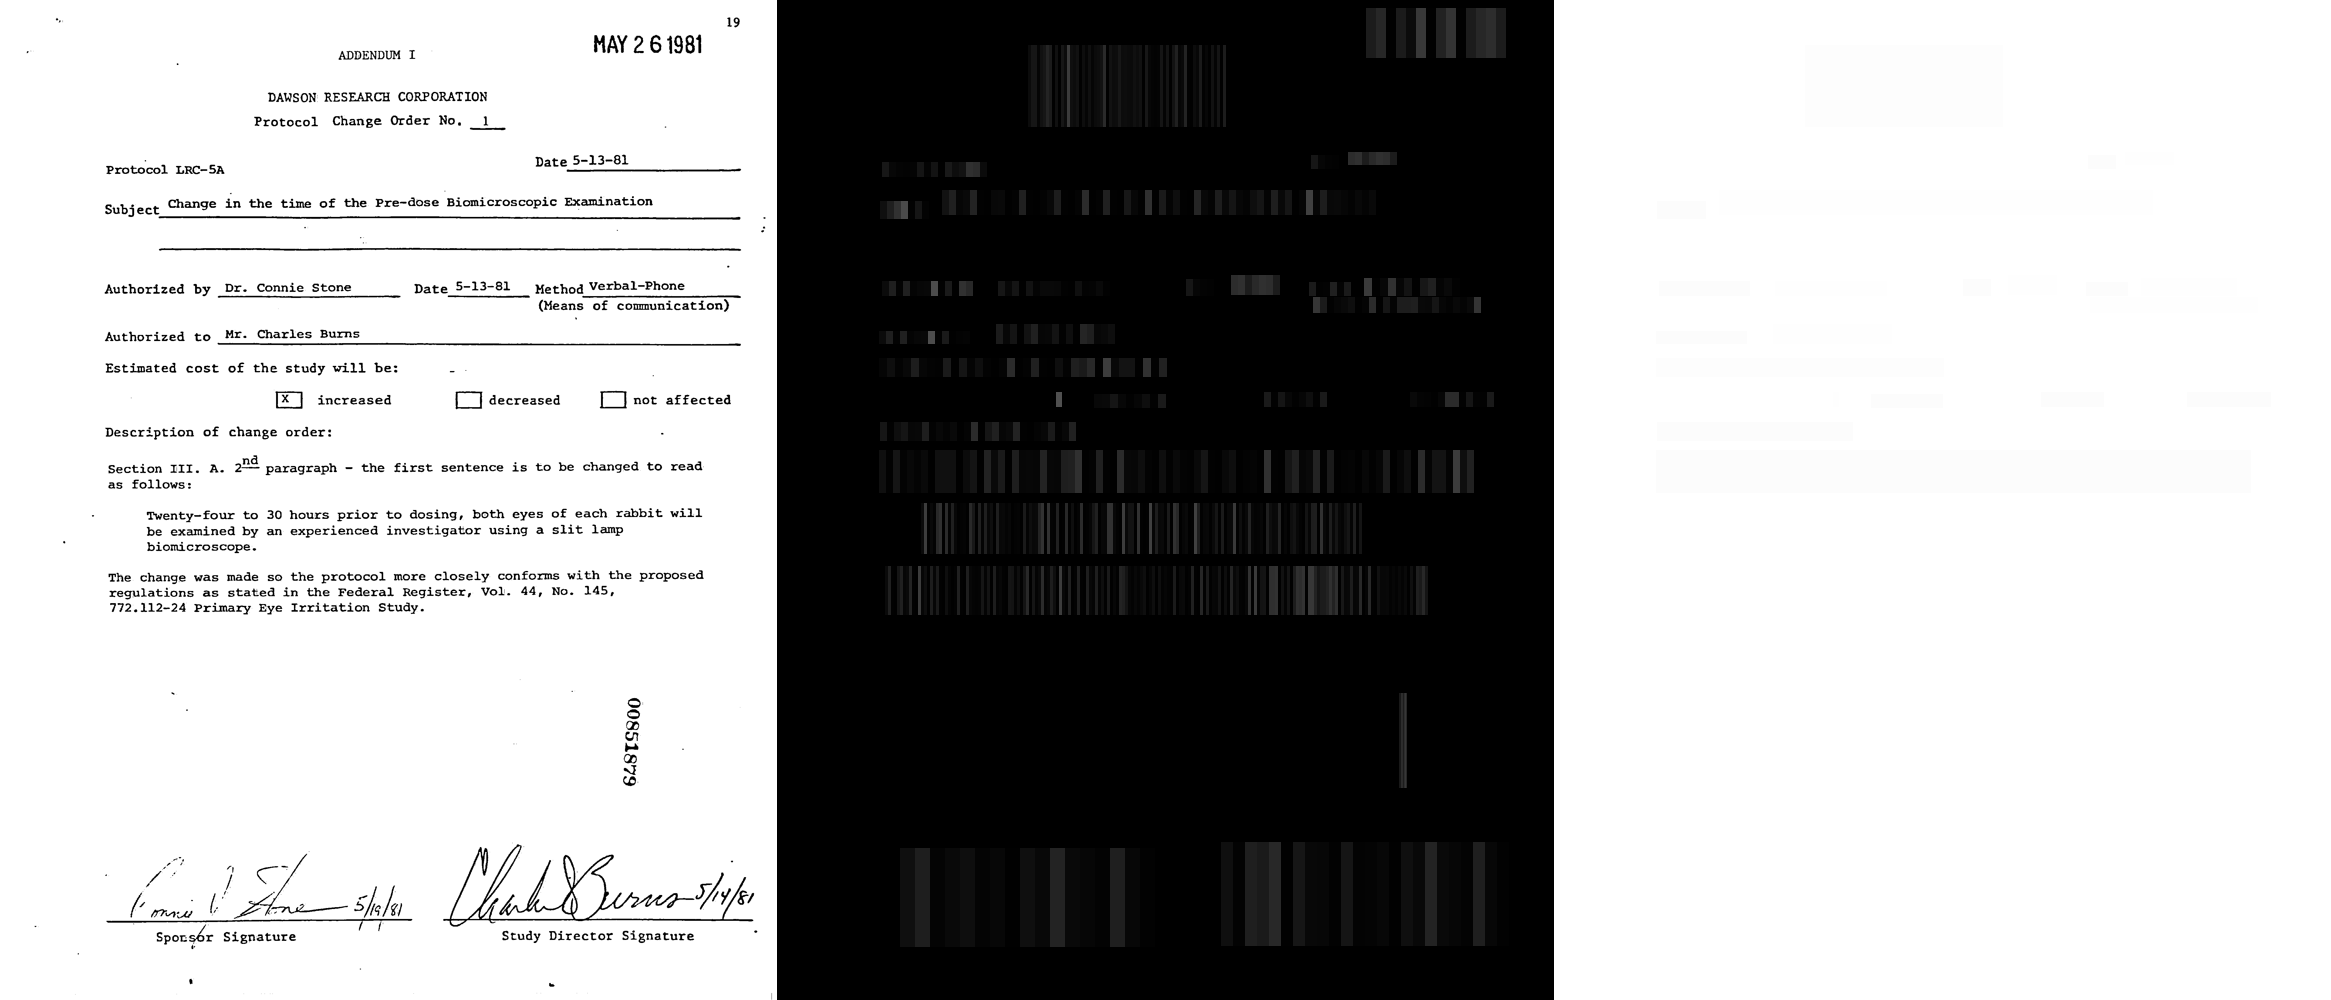 19
MAY 26 1981
ADDENDUM I
DAWSON RESEARCH CORPORATION
Protocol Change Order No. 1
Protocol LRC-5A Date 5-13-81
Subject Change in the time of the Pre-dose Biomicroscopic Examination
Authorized by Dr. Connie Stone Date 5-13-81 Method Verbal-Phone
(Means of communication)
Authorized to Mr. Charles Burns
Estimated cost of the study will be:
X increased decreased not affected
Description of change order:
Section III. A. 2nd paragraph - the first sentence is to be changed to read
as follows:
Twenty-four to 30 hours prior to dosing, both eyes of each rabbit will
be examined by an experienced investigator using a slit lamp
biomicroscope.
The change was made so the protocol more closely conforms with the proposed
regulations as stated in the Federal Register, Vol. 44, No. 145,
772.112-24 Primary Eye Irritation Study.
00851879
Connie Stone 5/19/81 Charles Burns 5/14/81
Sponsor Signature Study Director Signature